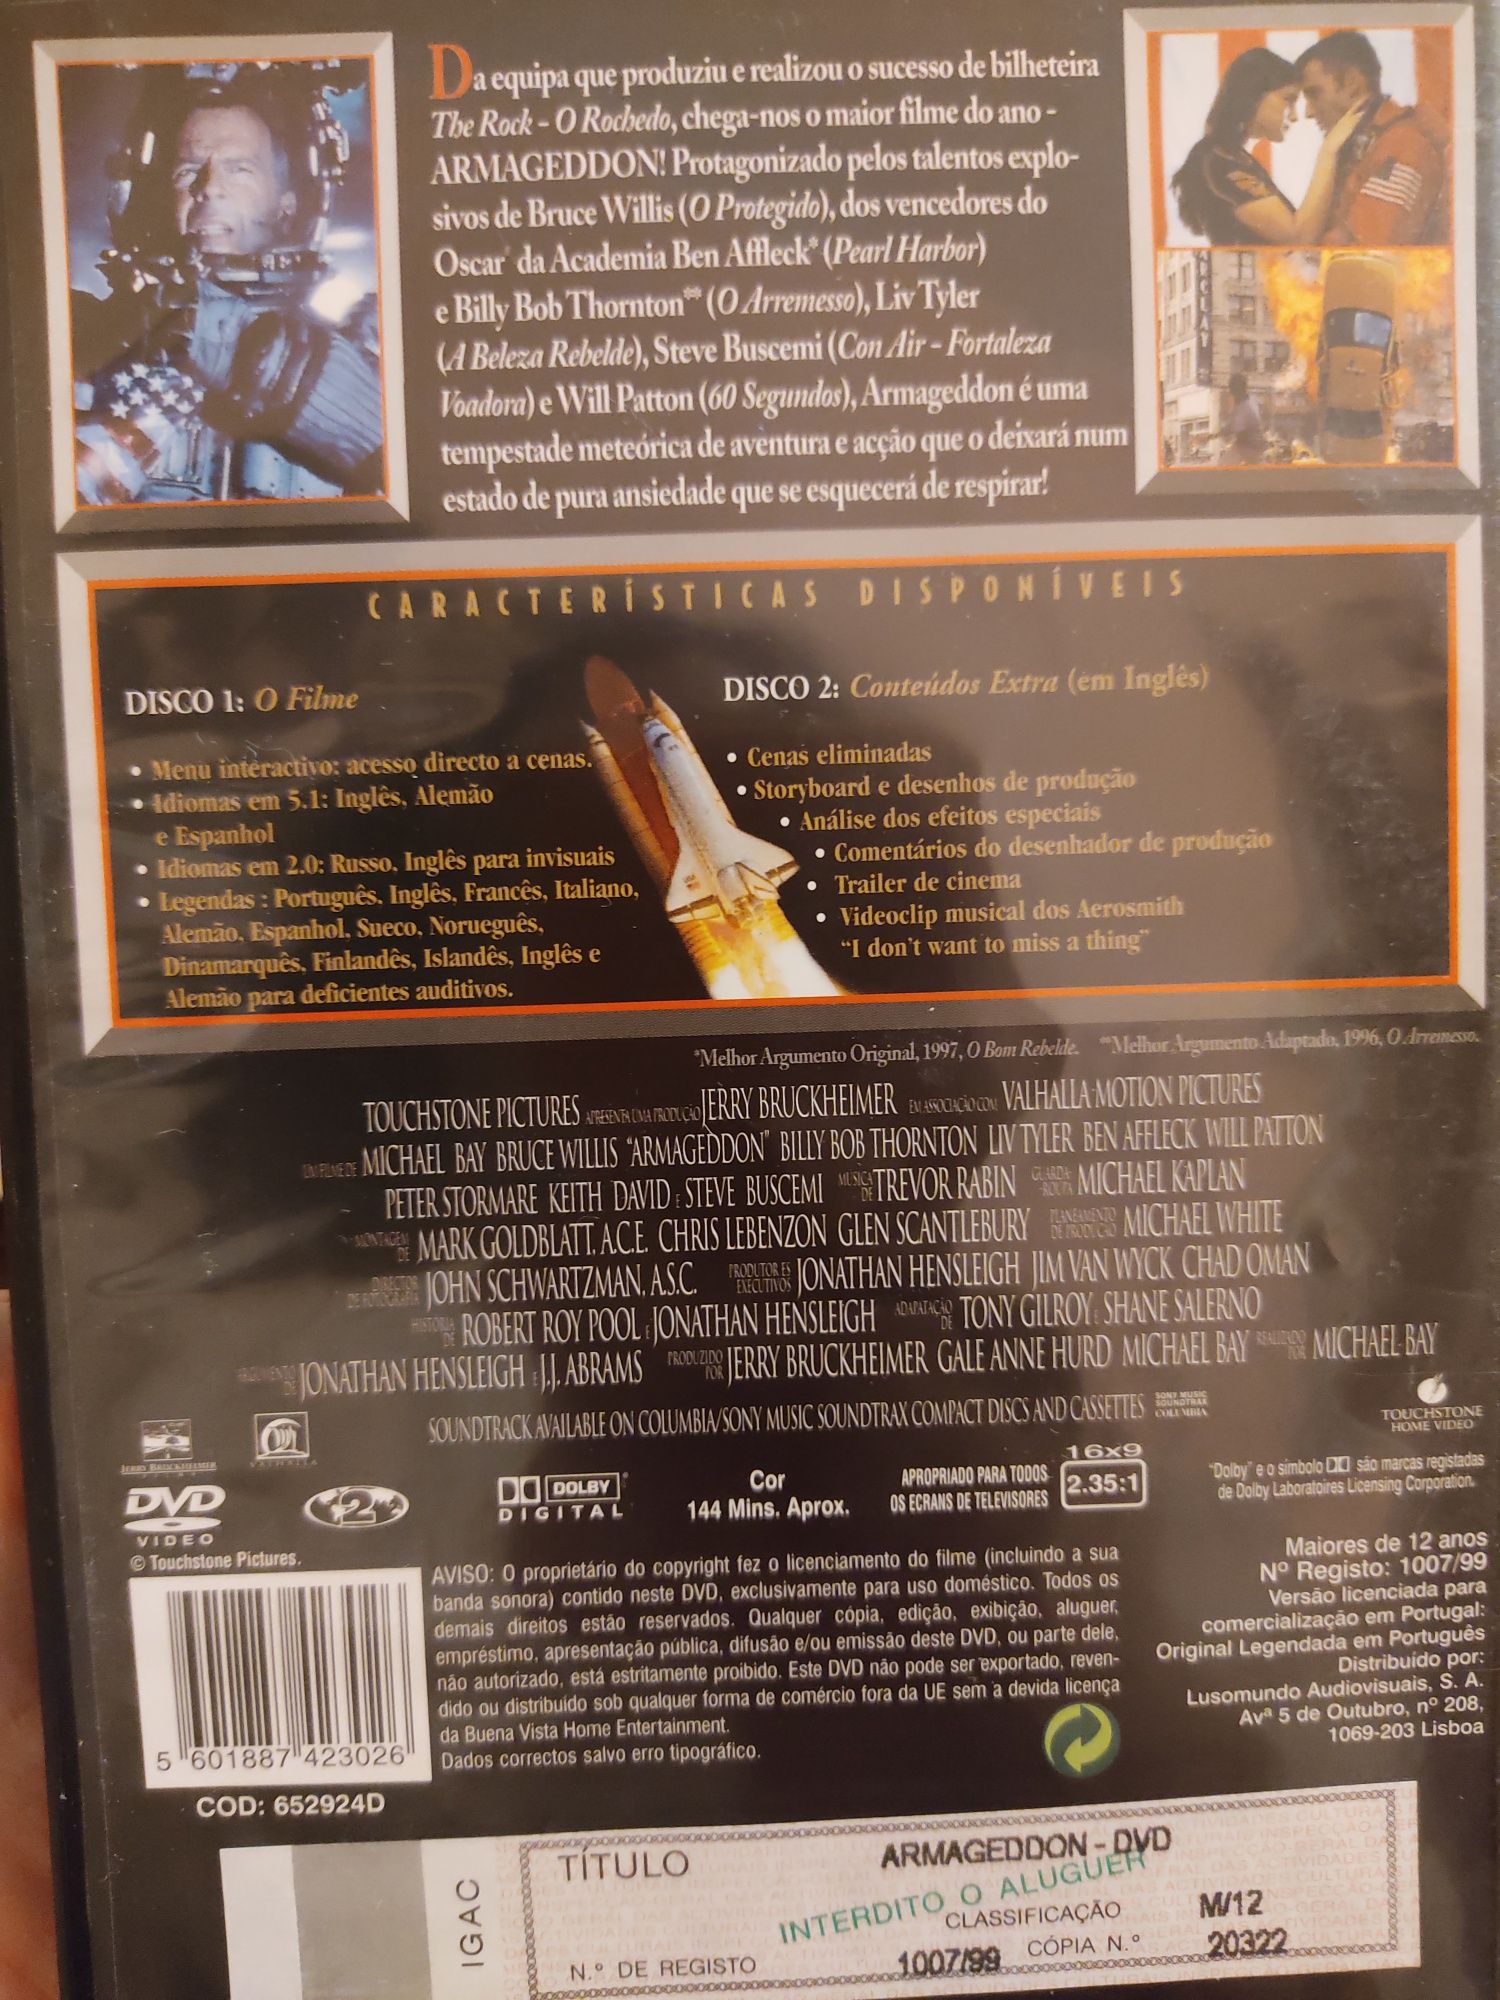 Da equipa que produziu e realizou o sucesso de bilheteira
The Rock - O Rochedo, chega-nos o maior filme do ano -
ARMAGEDDON! Protagonizado pelos talentos explo-
sivos de Bruce Willis (O Protegido), dos vencedores do
Oscar da Academia Ben Affleck* (Pearl Harbor)
e Billy Bob Thornton** (O Arremesso), Liv Tyler
(A Beleza Rebelde), Steve Buscemi (Con Air - Fortaleza
Voadora) e Will Patton (60 Segundos), Armageddon é uma
tempestade meteórica de aventura e acção que o deixará num
estado de pura ansiedade que se esquecerá de respirar!
CARACTERÍSTICAS DISPONÍVEIS
DISCO 1: O Filme
• Menu interactivo: acesso directo a cenas.
• Idiomas em 5.1: Inglês, Alemão
e Espanhol
• Idiomas em 2.0: Russo, Inglês para invisuais
• Legendas : Português, Inglês, Francês, Italiano,
Alemão, Espanhol, Sueco, Norueguês,
Dinamarquês, Finlandês, Islandês, Inglês e
Alemão para deficientes auditivos.
DISCO 2: Conteúdos Extra (em Inglês)
• Cenas eliminadas
• Storyboard e desenhos de produção
• Análise dos efeitos especiais
• Comentários do desenhador de produção
• Trailer de cinema
• Videoclip musical dos Aerosmith
"I don't want to miss a thing"
*Melhor Argumento Original, 1997, O Bom Rebelde. **Melhor Argumento Adaptado, 1996, O Arremesso.
TOUCHSTONE PICTURES APRESENTA UMA PRODUÇÃO JERRY BRUCKHEIMER EM ASSOCIAÇÃO COM VALHALLA MOTION PICTURES
UM FILME DE MICHAEL BAY BRUCE WILLIS "ARMAGEDDON" BILLY BOB THORNTON LIV TYLER BEN AFFLECK WILL PATTON
PETER STORMARE KEITH DAVID E STEVE BUSCEMI MÚSICA DE TREVOR RABIN GUARDA-ROUPA MICHAEL KAPLAN
MONTAGEM DE MARK GOLDBLATT, A.C.E. CHRIS LEBENZON GLEN SCANTLEBURY PLANEAMENTO DE PRODUÇÃO MICHAEL WHITE
DIRECTOR DE FOTOGRAFIA JOHN SCHWARTZMAN, A.S.C. PRODUTORES EXECUTIVOS JONATHAN HENSLEIGH JIM VAN WYCK CHAD OMAN
HISTÓRIA DE ROBERT ROY POOL E JONATHAN HENSLEIGH ADAPATAÇÃO DE TONY GILROY E SHANE SALERNO
ARGUMENTO DE JONATHAN HENSLEIGH E J.J. ABRAMS PRODUZIDO POR JERRY BRUCKHEIMER GALE ANNE HURD MICHAEL BAY REALIZADO POR MICHAEL BAY
SOUNDTRACK AVAILABLE ON COLUMBIA/SONY MUSIC SOUNDTRAX COMPACT DISCS AND CASSETTES
SONY MUSIC
SOUNDTRAX
COLUMBIA
TOUCHSTONE
HOME VIDEO
JERRY BRUCKHEIMER
FILMS
VALHALLA
DVD
VIDEO
2
DOLBY
DIGITAL
Cor
144 Mins. Aprox.
APROPRIADO PARA TODOS
OS ECRANS DE TELEVISORES
16x9
2.35:1
"Dolby" e o símbolo são marcas registadas
de Dolby Laboratoires Licensing Corporation.
© Touchstone Pictures.
AVISO: O proprietário do copyright fez o licenciamento do filme (incluindo a sua
banda sonora) contido neste DVD, exclusivamente para uso doméstico. Todos os
demais direitos estão reservados. Qualquer cópia, edição, exibição, aluguer,
empréstimo, apresentação pública, difusão e/ou emissão deste DVD, ou parte dele,
não autorizado, está estritamente proibido. Este DVD não pode ser exportado, reven-
dido ou distribuído sob qualquer forma de comércio fora da UE sem a devida licença
da Buena Vista Home Entertainment.
Dados correctos salvo erro tipográfico.
Maiores de 12 anos
Nº Registo: 1007/99
Versão licenciada para
comercialização em Portugal:
Original Legendada em Português
Distribuido por:
Lusomundo Audiovisuais, S. A.
Avª 5 de Outubro, nº 208,
1069-203 Lisboa
5 601887 423026
COD: 652924D
IGAC
TÍTULO
ARMAGEDDON - DVD
INTERDITO O ALUGUER
CLASSIFICAÇÃO M/12
N.º DE REGISTO 1007/99 CÓPIA N.º 20322